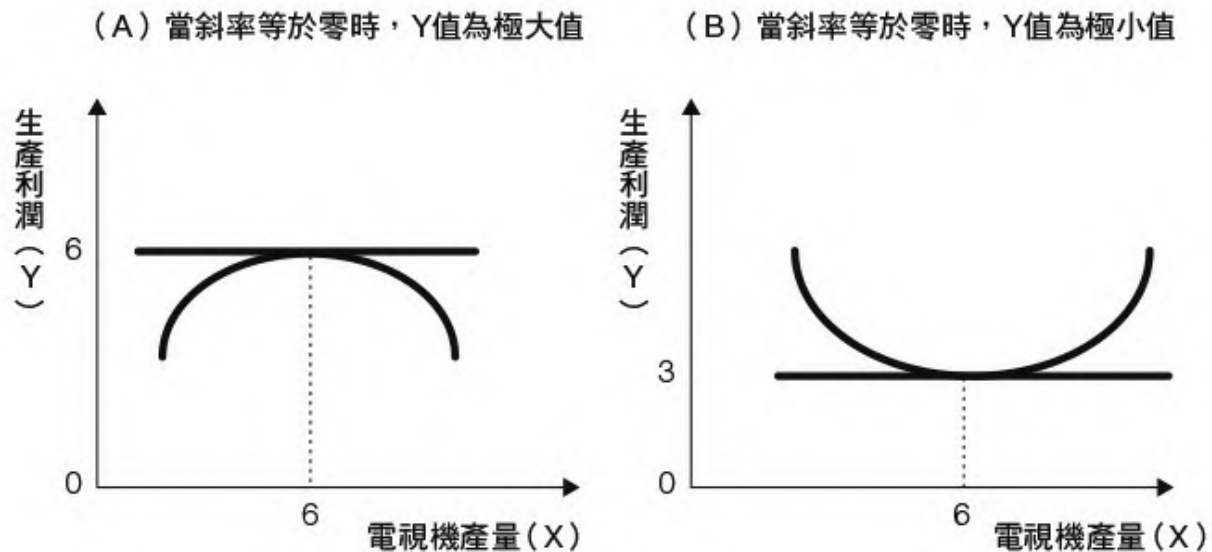 （A）當斜率等於零時，Y值為極大值
生產利潤（Y）
6
0
6
電視機產量（X）
（B）當斜率等於零時，Y值為極小值
生產利潤（Y）
3
0
6
電視機產量（X）